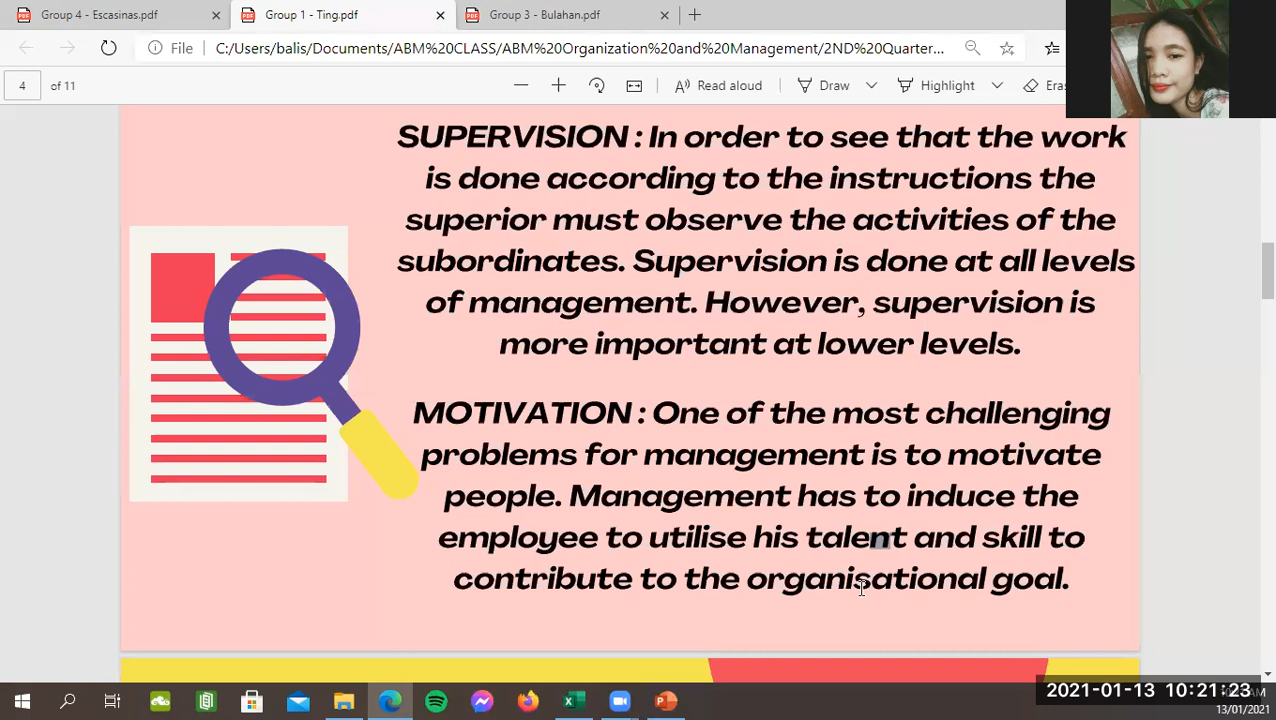 Group 4 - Escasinas.pdf
Group 1 - Ting.pdf
Group 3 - Bulahan.pdf
File
C:/Users/balis/Documents/ABM%20CLASS/ABM%20Organization%20and%20Management/2ND%20Quarter...
4 of 11
Read aloud
Draw
Highlight
SUPERVISION : In order to see that the work
is done according to the instructions the
superior must observe the activities of the
subordinates. Supervision is done at all levels
of management. However, supervision is
more important at lower levels.
MOTIVATION : One of the most challenging
problems for management is to motivate
people. Management has to induce the
employee to utilise his talent and skill to
contribute to the organisational goal.
2021-01-13 10:21:23
13/01/2021